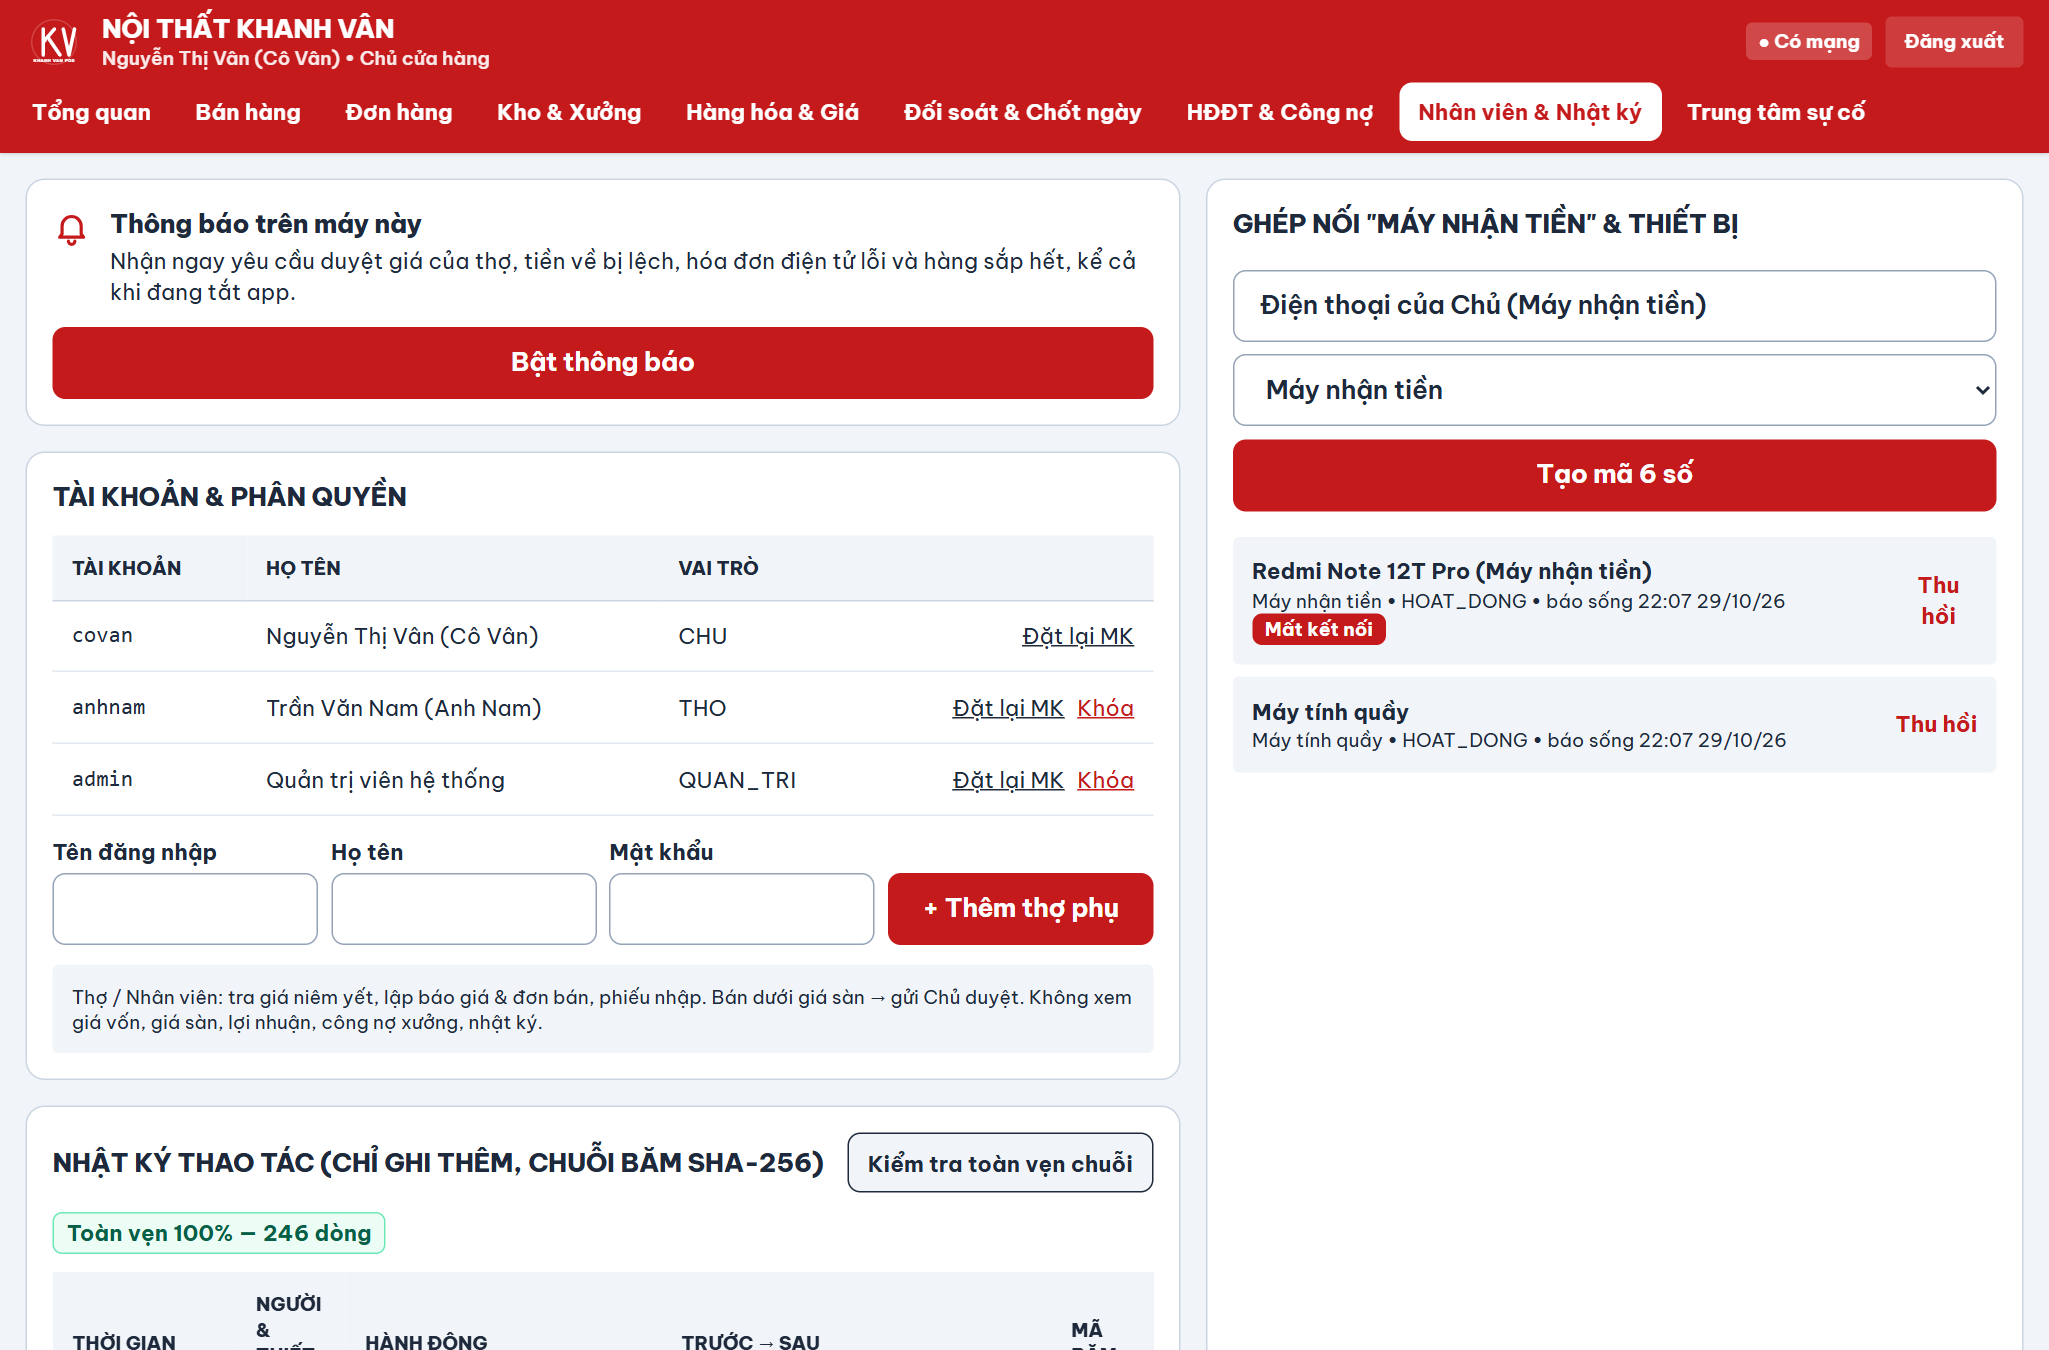 KV
KHANH VAN POS
NỘI THẤT KHANH VÂN
Nguyễn Thị Vân (Cô Vân) • Chủ cửa hàng
● Có mạng
Đăng xuất
Tổng quan
Bán hàng
Đơn hàng
Kho & Xưởng
Hàng hóa & Giá
Đối soát & Chốt ngày
HĐĐT & Công nợ
Nhân viên & Nhật ký
Trung tâm sự cố
Thông báo trên máy này
Nhận ngay yêu cầu duyệt giá của thợ, tiền về bị lệch, hóa đơn điện tử lỗi và hàng sắp hết, kể cả
khi đang tắt app.
Bật thông báo
TÀI KHOẢN & PHÂN QUYỀN
TÀI KHOẢN HỌ TÊN VAI TRÒ
covan Nguyễn Thị Vân (Cô Vân) CHU Đặt lại MK
anhnam Trần Văn Nam (Anh Nam) THO Đặt lại MK Khóa
admin Quản trị viên hệ thống QUAN_TRI Đặt lại MK Khóa
Tên đăng nhập
Họ tên
Mật khẩu
+ Thêm thợ phụ
Thợ / Nhân viên: tra giá niêm yết, lập báo giá & đơn bán, phiếu nhập. Bán dưới giá sàn → gửi Chủ duyệt. Không xem
giá vốn, giá sàn, lợi nhuận, công nợ xưởng, nhật ký.
NHẬT KÝ THAO TÁC (CHỈ GHI THÊM, CHUỖI BĂM SHA-256)
Kiểm tra toàn vẹn chuỗi
Toàn vẹn 100% — 246 dòng
THỜI GIAN
NGƯỜI
&
THIẾT
HÀNH ĐỘNG
TRƯỚC → SAU
MÃ
BĂM
GHÉP NỐI "MÁY NHẬN TIỀN" & THIẾT BỊ
Điện thoại của Chủ (Máy nhận tiền)
Máy nhận tiền
Tạo mã 6 số
Redmi Note 12T Pro (Máy nhận tiền)
Máy nhận tiền • HOAT_DONG • báo sống 22:07 29/10/26
Mất kết nối
Thu
hồi
Máy tính quầy
Máy tính quầy • HOAT_DONG • báo sống 22:07 29/10/26
Thu hồi